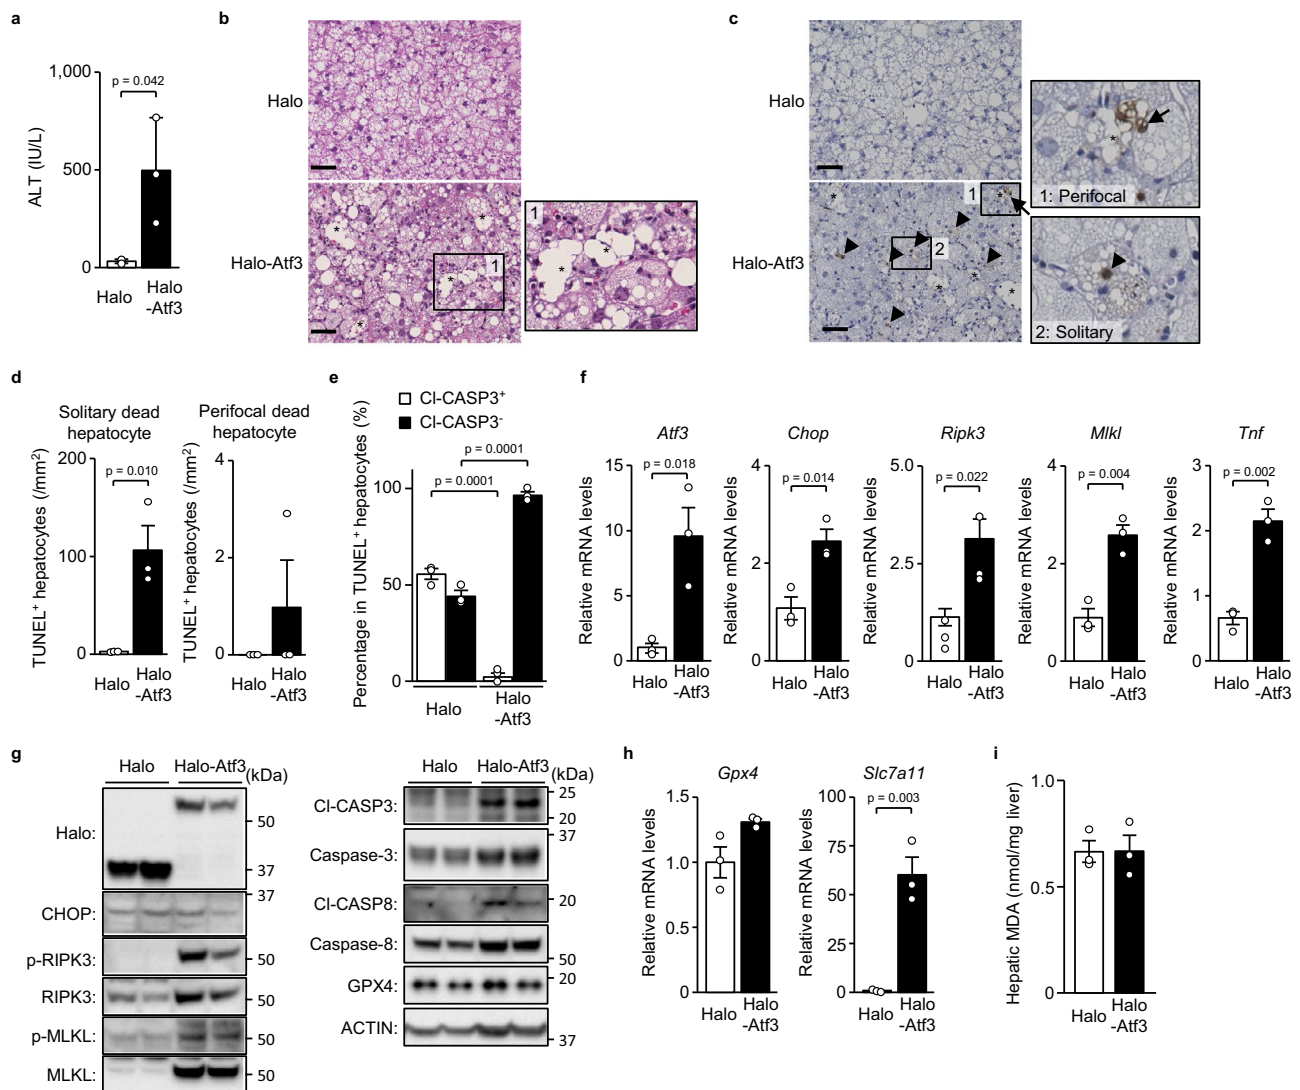 a
1,000
p = 0.042
500
0
ALT (IU/L)
Halo
Halo
-Atf3
b
Halo
Halo-Atf3
*
*
1
*
*
1
*
*
c
Halo
Halo-Atf3
*
1
*
2
*
*
*
*
1: Perifocal
2: Solitary
d
Solitary dead
hepatocyte
TUNEL+ hepatocytes (/mm2)
200
p = 0.010
100
0
Halo
Halo
-Atf3
Perifocal dead
hepatocyte
TUNEL+ hepatocytes (/mm2)
4
2
0
Halo
Halo
-Atf3
e
Cl-CASP3+
Cl-CASP3-
Percentage in TUNEL+ hepatocytes (%)
p = 0.0001
p = 0.0001
100
50
0
Halo
Halo
-Atf3
f
Atf3
Relative mRNA levels
15
p = 0.018
10
5
0
Halo
Halo
-Atf3
Chop
Relative mRNA levels
4
p = 0.014
2
0
Halo
Halo
-Atf3
Ripk3
Relative mRNA levels
5.0
p = 0.022
2.5
0
Halo
Halo
-Atf3
Mlkl
Relative mRNA levels
4
p = 0.004
2
0
Halo
Halo
-Atf3
Tnf
Relative mRNA levels
3
p = 0.002
2
1
0
Halo
Halo
-Atf3
g
Halo Halo-Atf3 (kDa)
Halo:
50
37
37
CHOP:
p-RIPK3: 50
RIPK3: 50
p-MLKL: 50
MLKL: 50
Halo Halo-Atf3 (kDa)
25
Cl-CASP3:
20
37
Caspase-3:
Cl-CASP8: 20
Caspase-8:
50
20
GPX4:
ACTIN:
37
h
Gpx4
Relative mRNA levels
1.5
1.0
0.5
0
Halo
Halo
-Atf3
Slc7a11
Relative mRNA levels
100
p = 0.003
75
50
25
0
Halo
Halo
-Atf3
i
Hepatic MDA (nmol/mg liver)
1.0
0.5
0
Halo
Halo
-Atf3